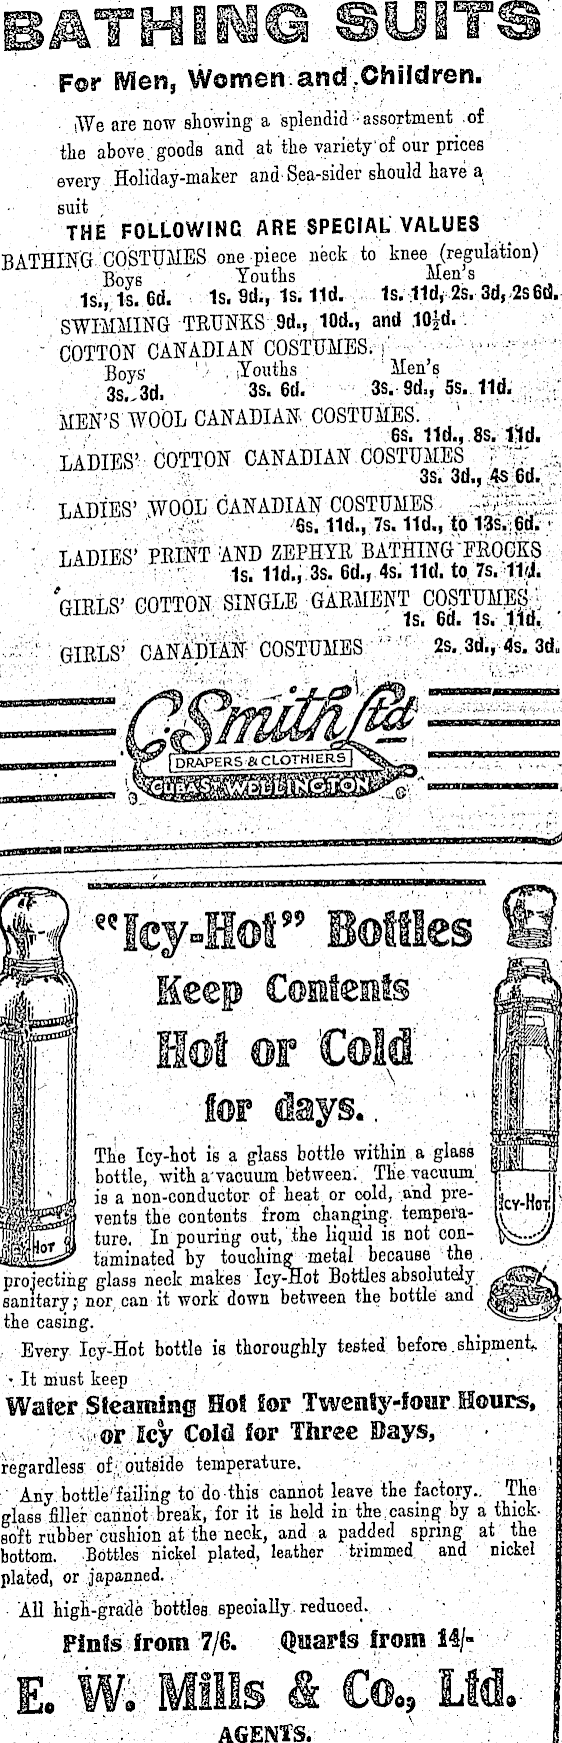 BATHING SUITS
For Men, Women and Children.
We are now showing a splendid assortment of
the above goods and at the variety of our prices
every Holiday-maker and Sea-sider should have a
suit
THE FOLLOWING ARE SPECIAL VALUES
BATHING COSTUMES one piece neck to knee (regulation)
Boys Youths Men's
1s., 1s. 6d. 1s. 9d., 1s. 11d. 1s. 11d, 2s. 3d, 2s 6d.
SWIMMING TRUNKS 9d., 10d., and 10½d.
COTTON CANADIAN COSTUMES.
Boys Youths Men's
3s. 3d. 3s. 6d. 3s. 9d., 5s. 11d.
MEN'S WOOL CANADIAN COSTUMES.
6s. 11d., 8s. 11d.
LADIES' COTTON CANADIAN COSTUMES
3s. 3d., 4s 6d.
LADIES' WOOL CANADIAN COSTUMES
6s. 11d., 7s. 11d., to 13s. 6d.
LADIES' PRINT AND ZEPHYR BATHING FROCKS
1s. 11d., 3s. 6d., 4s. 11d. to 7s. 11d.
GIRLS' COTTON SINGLE GARMENT COSTUMES
1s. 6d. 1s. 11d.
GIRLS' CANADIAN COSTUMES 2s. 3d., 4s. 3d.
C Smith Ltd
DRAPERS & CLOTHIERS
CUBA ST WELLINGTON
"Icy-Hot" Bottles
Keep Contents
Hot or Cold
for days.
The Icy-hot is a glass bottle within a glass
bottle, with a vacuum between. The vacuum
is a non-conductor of heat or cold, and pre-
vents the contents from changing tempera-
ture. In pouring out, the liquid is not con-
taminated by touching metal because the
projecting glass neck makes Icy-Hot Bottles absolutely
sanitary; nor can it work down between the bottle and
the casing.
HOT
ICY-HOT
Every Icy-Hot bottle is thoroughly tested before shipment.
It must keep
Water Steaming Hot for Twenty-four Hours,
or Icy Cold for Three Days,
regardless of outside temperature.
Any bottle failing to do this cannot leave the factory. The
glass filler cannot break, for it is held in the casing by a thick
soft rubber cushion at the neck, and a padded spring at the
bottom. Bottles nickel plated, leather trimmed and nickel
plated, or japanned.
All high-grade bottles specially reduced.
Pints from 7/6. Quarts from 14/-
E. W. Mills & Co., Ltd.
AGENTS.